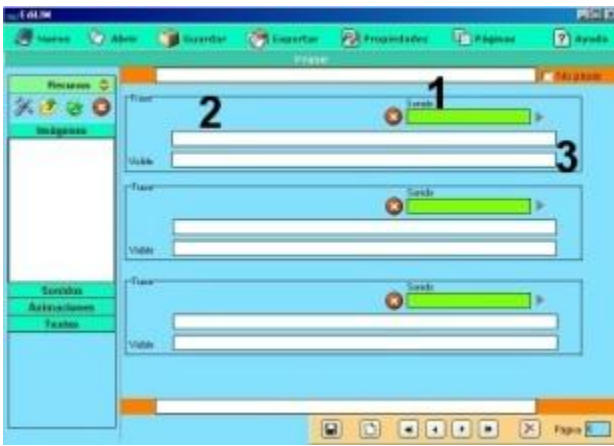 EdiLIM
Nuevo Abrir Guardar Exportar Propiedades Páginas Ayuda
Frase
Recursos
Imágenes
Sonidos
Animaciones
Textos
1
2
3
Frase
Sonido
Visible
Frase
Sonido
Visible
Frase
Sonido
Visible
Página